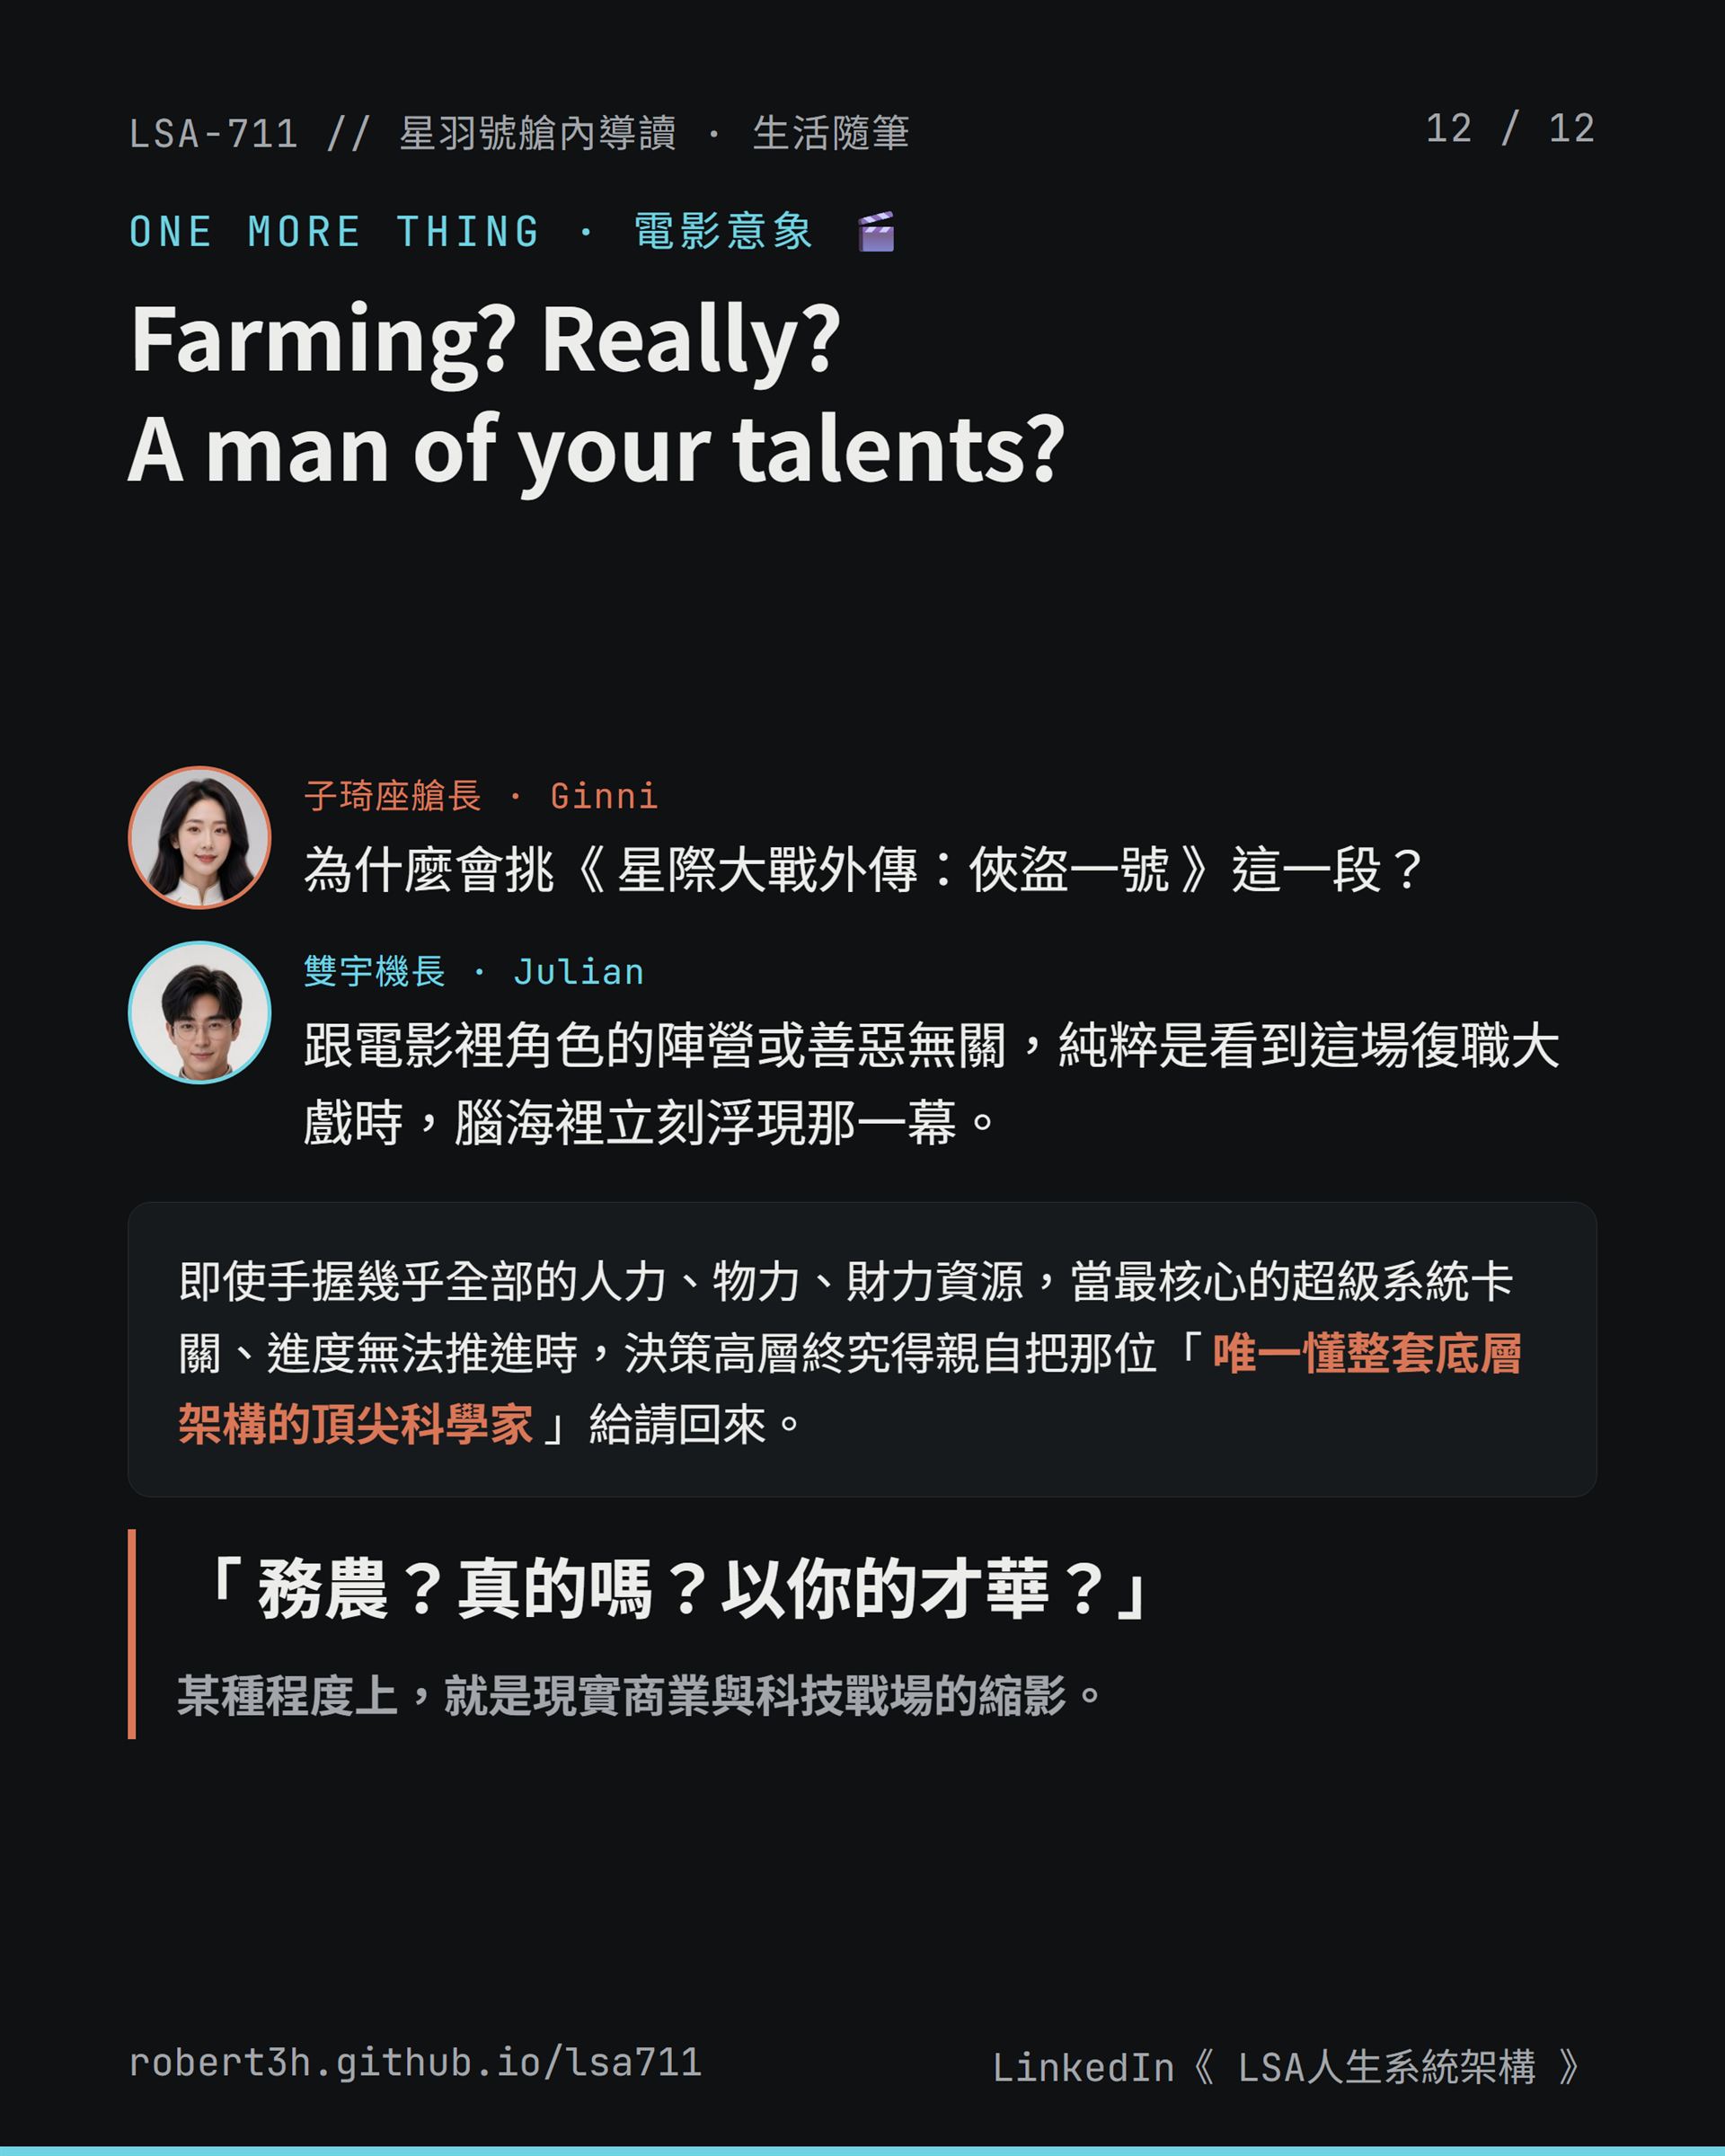 LSA-711 // 星羽號艙內導讀 · 生活隨筆
12 / 12
ONE MORE THING · 電影意象 🎬
Farming? Really?
A man of your talents?
子琦座艙長 · Ginni
為什麼會挑《星際大戰外傳：俠盜一號》這一段？
雙宇機長 · Julian
跟電影裡角色的陣營或善惡無關，純粹是看到這場復職大
戲時，腦海裡立刻浮現那一幕。
即使手握幾乎全部的人力、物力、財力資源，當最核心的超級系統卡
關、進度無法推進時，決策高層終究得親自把那位「唯一懂整套底層
架構的頂尖科學家」給請回來。
「務農？真的嗎？以你的才華？」
某種程度上，就是現實商業與科技戰場的縮影。
robert3h.github.io/lsa711
LinkedIn《 LSA人生系統架構 》